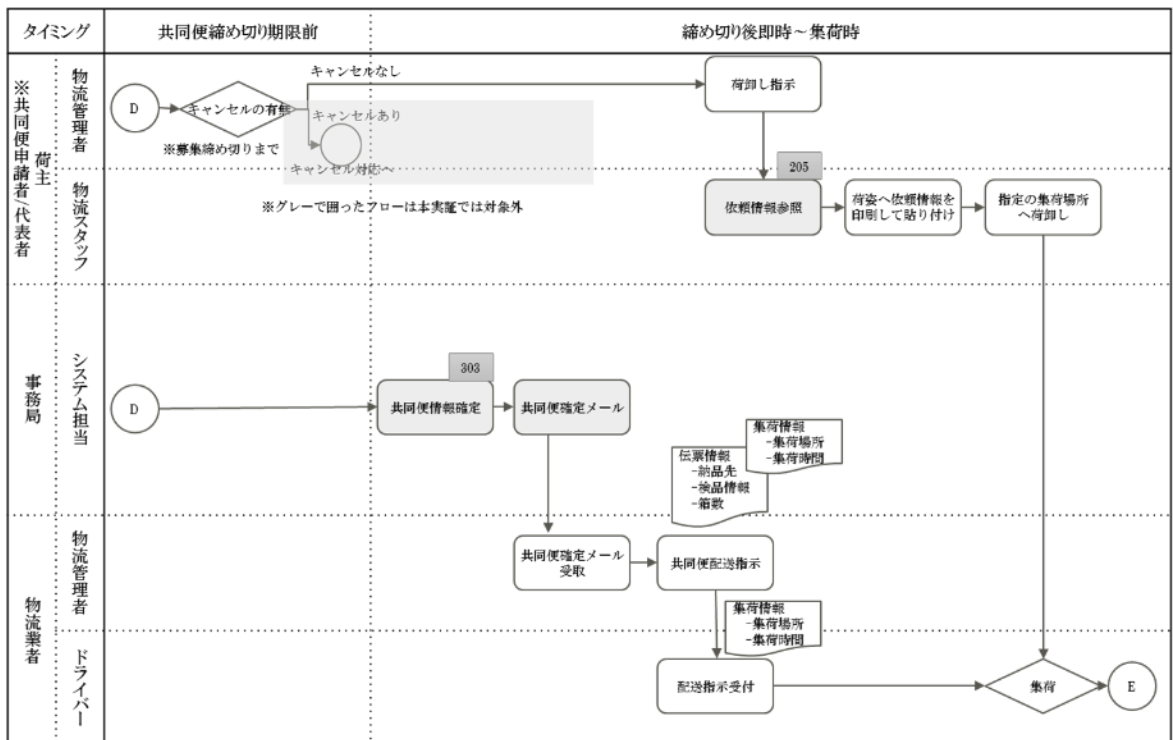 タイミング
共同便締め切り期限前
締め切り後即時～集荷時
※共同便申請者/代表者
荷主
物流管理者
D
キャンセルの有無
※募集締め切りまで
キャンセルなし
キャンセルあり
キャンセル対応へ
荷卸し指示
物流スタッフ
※グレーで囲ったフローは本実証では対象外
205
依頼情報参照
荷姿へ依頼情報を
印刷して貼り付け
指定の集荷場所
へ荷卸し
事務局
システム担当
D
303
共同便情報確定
共同便確定メール
伝票情報
-納品先
-検品情報
-箱数
集荷情報
-集荷場所
-集荷時間
物流業者
物流管理者
共同便確定メール
受取
共同便配送指示
集荷情報
-集荷場所
-集荷時間
ドライバー
配送指示受付
集荷
E